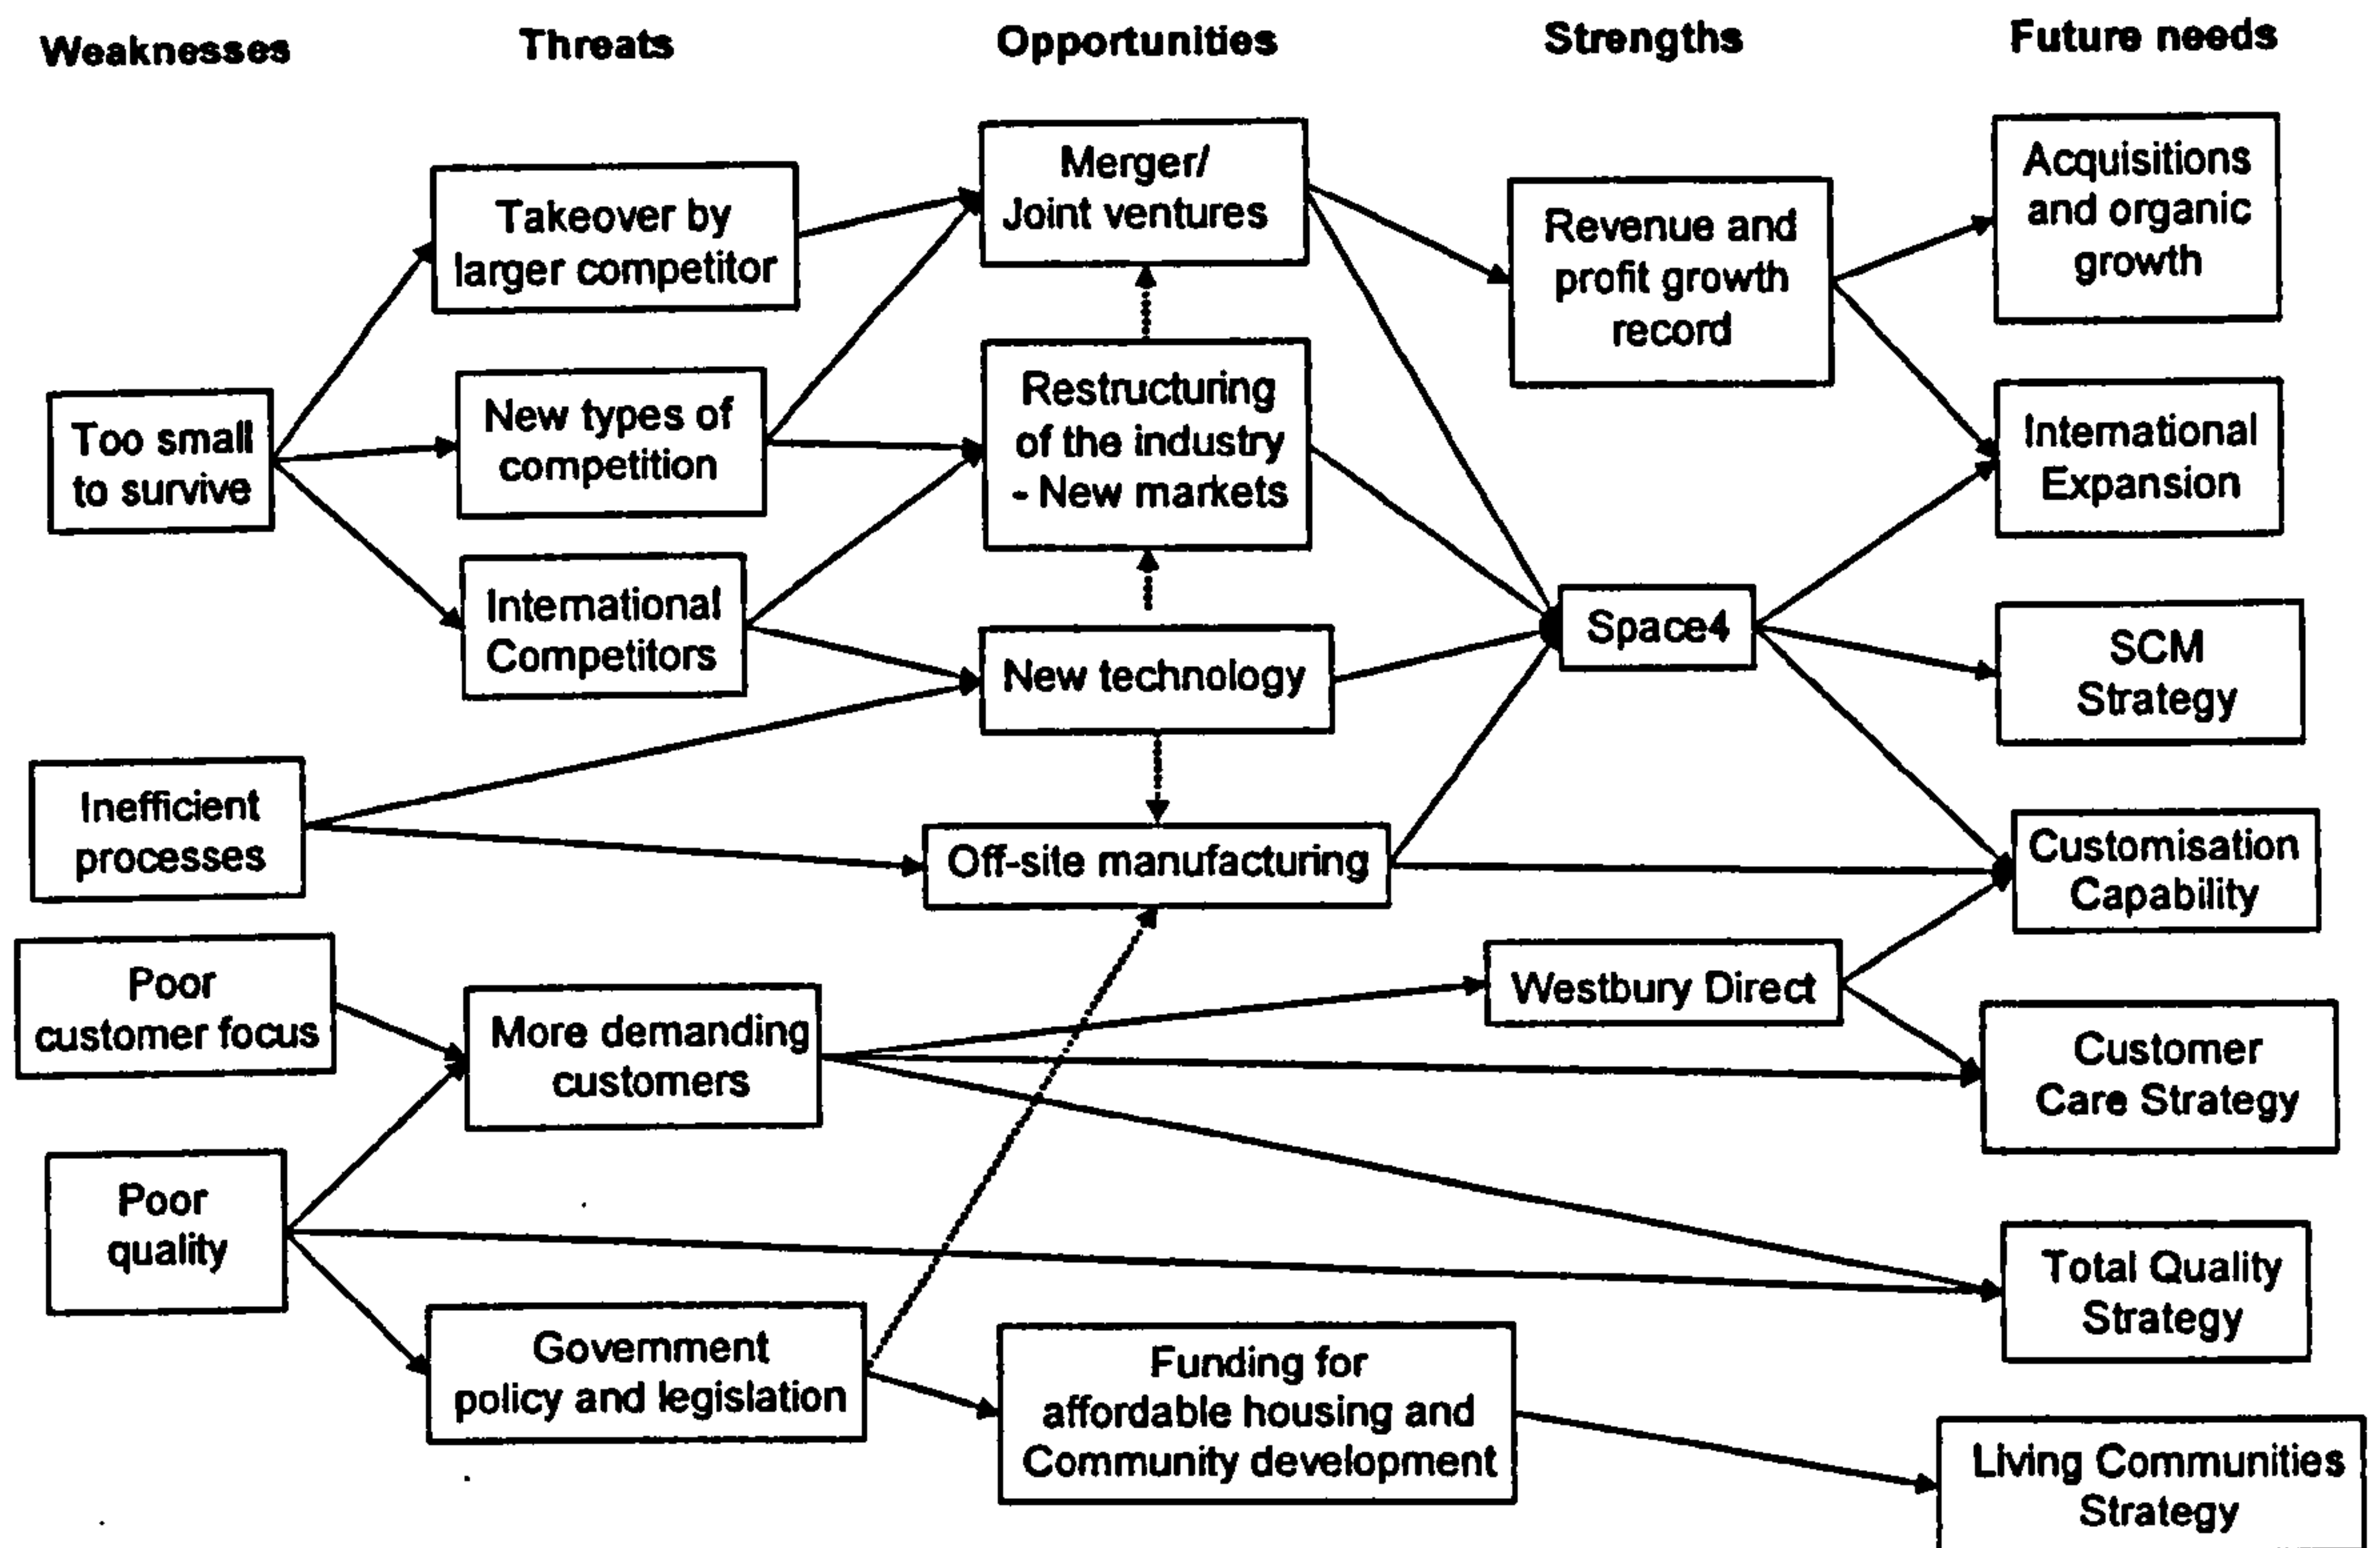 Weaknesses
Threats
Opportunities
Strengths
Future needs
Too small
to survive
Inefficient
processes
Poor
customer focus
Poor
quality
Takeover by
larger competitor
New types of
competition
International
Competitors
More demanding
customers
Government
policy and legislation
Merger/
Joint ventures
Restructuring
of the industry
- New markets
New technology
Off-site manufacturing
Funding for
affordable housing and
Community development
Revenue and
profit growth
record
Space4
Westbury Direct
Acquisitions
and organic
growth
International
Expansion
SCM
Strategy
Customisation
Capability
Customer
Care Strategy
Total Quality
Strategy
Living Communities
Strategy